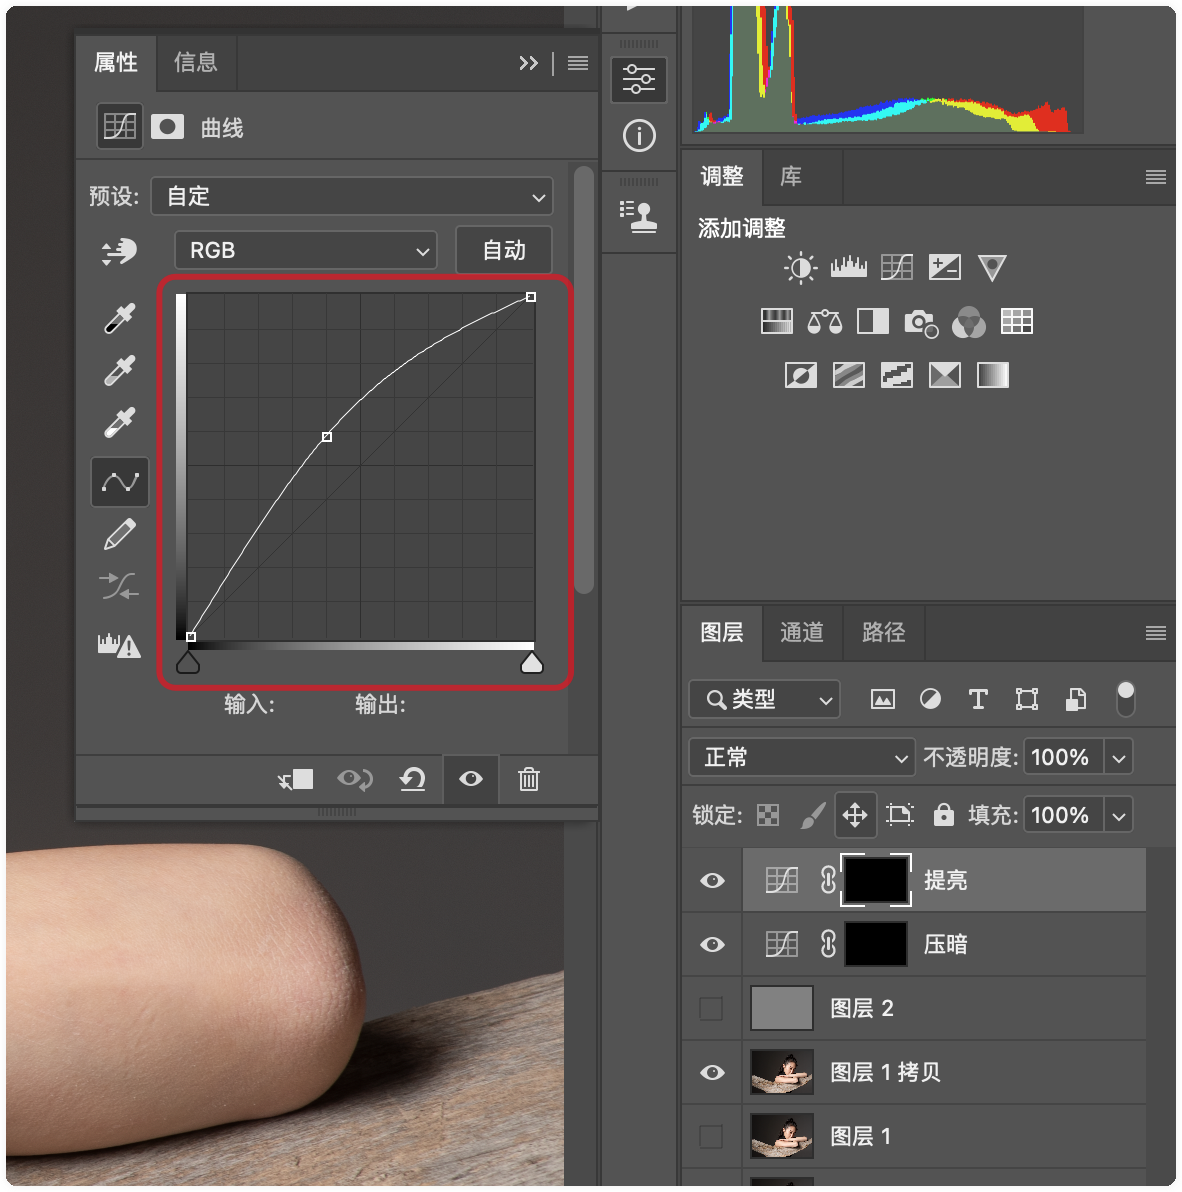 属性 信息
曲线
预设: 自定
RGB 自动
输入: 输出:
调整 库
添加调整
图层 通道 路径
类型
正常 不透明度: 100%
锁定: 填充: 100%
提亮
压暗
图层 2
图层 1 拷贝
图层 1